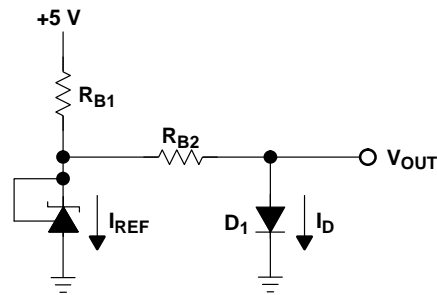 +5 V
RB1
RB2
VOUT
IREF
D1
ID